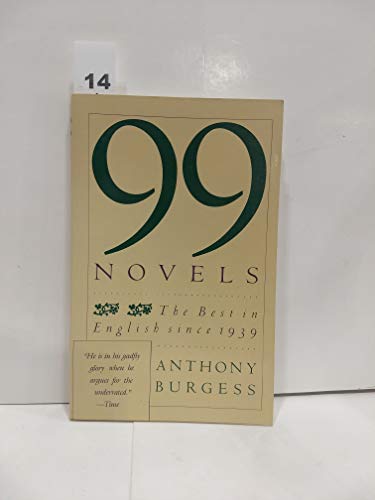 14
99
NOVELS
The Best in
English since 1939
"He is in his gadfly
glory when he
argues for the
underrated."
—Time
ANTHONY
BURGESS